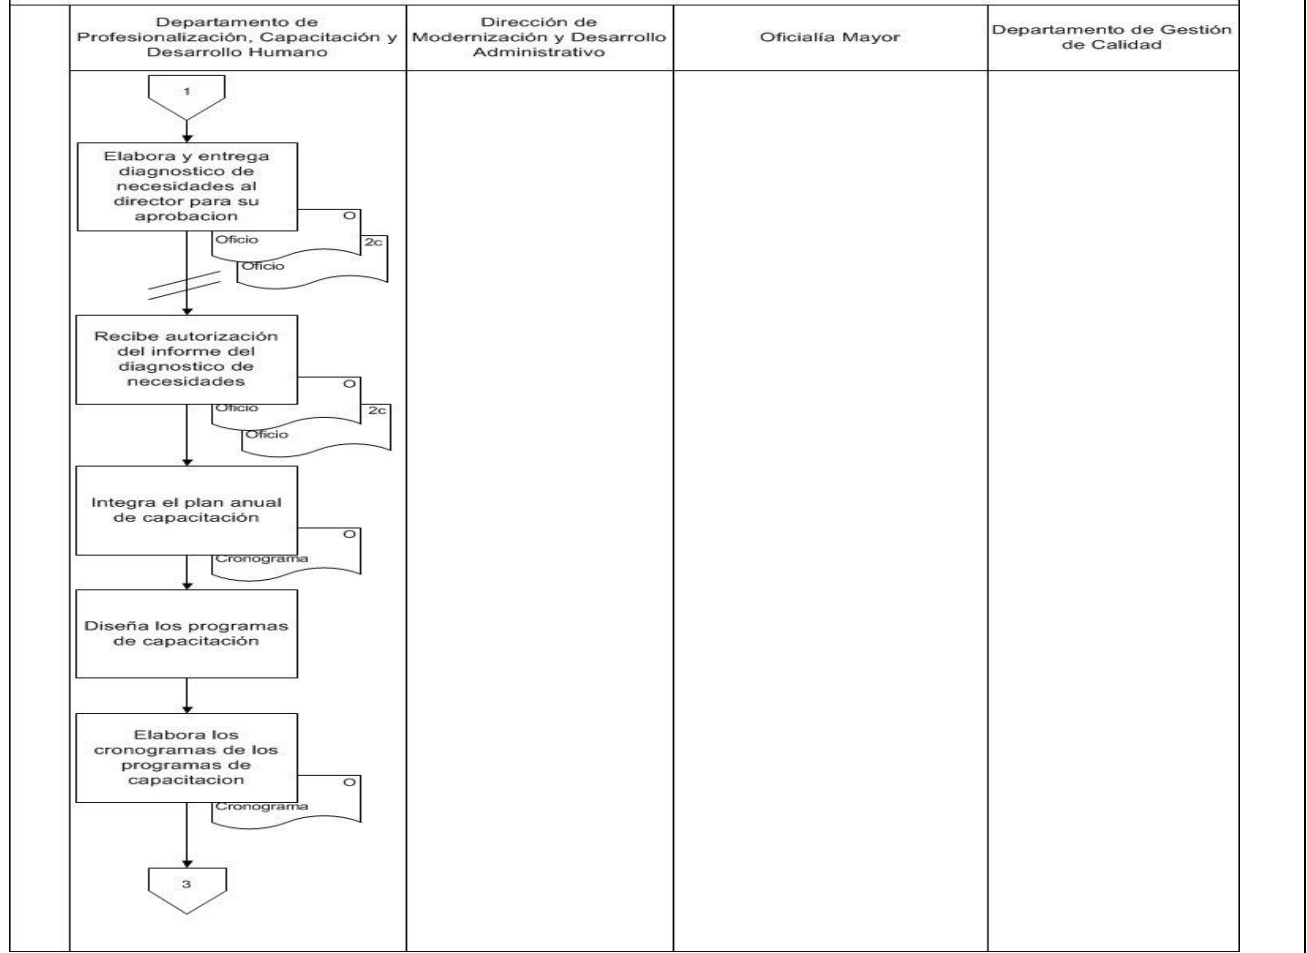 Departamento de
Profesionalización, Capacitación y
Desarrollo Humano
Dirección de
Modernización y Desarrollo
Administrativo
Oficialía Mayor
Departamento de Gestión
de Calidad
1
Elabora y entrega
diagnostico de
necesidades al
director para su
aprobacion
O
Oficio
2c
Oficio
Recibe autorización
del informe del
diagnostico de
necesidades
O
Oficio
2c
Oficio
Integra el plan anual
de capacitación
O
Cronograma
Diseña los programas
de capacitación
Elabora los
cronogramas de los
programas de
capacitacion
O
Cronograma
3